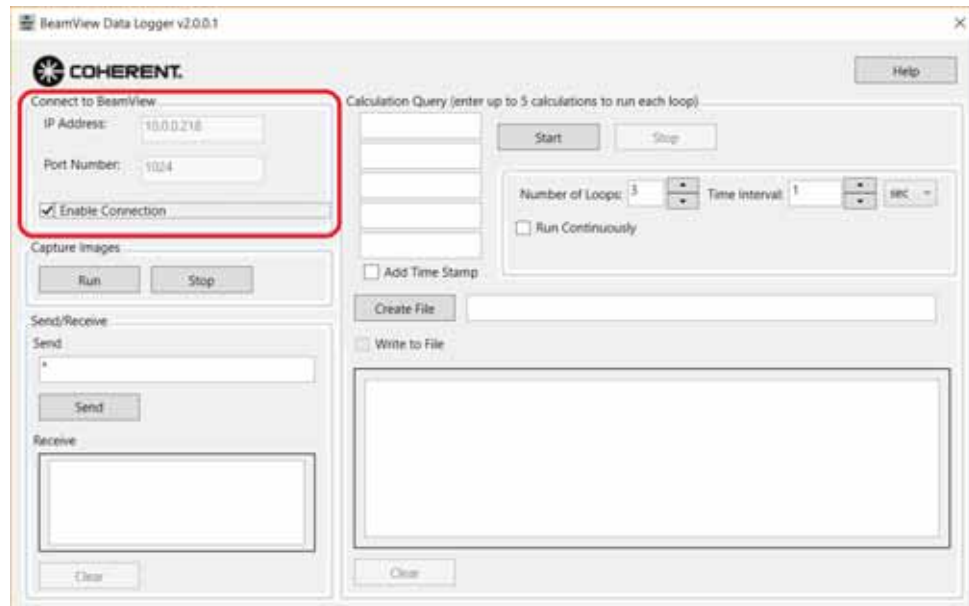 BeamView Data Logger v2.0.0.1
COHERENT.
Help
Connect to BeamView
IP Address: 10.0.0.218
Port Number: 1024
Enable Connection
Capture Images
Run Stop
Send/Receive
Send
*
Send
Receive
Clear
Calculation Query (enter up to 5 calculations to run each loop)
Start Stop
Number of Loops: 3 Time Interval: 1 sec
Run Continuously
Add Time Stamp
Create File
Write to File
Clear